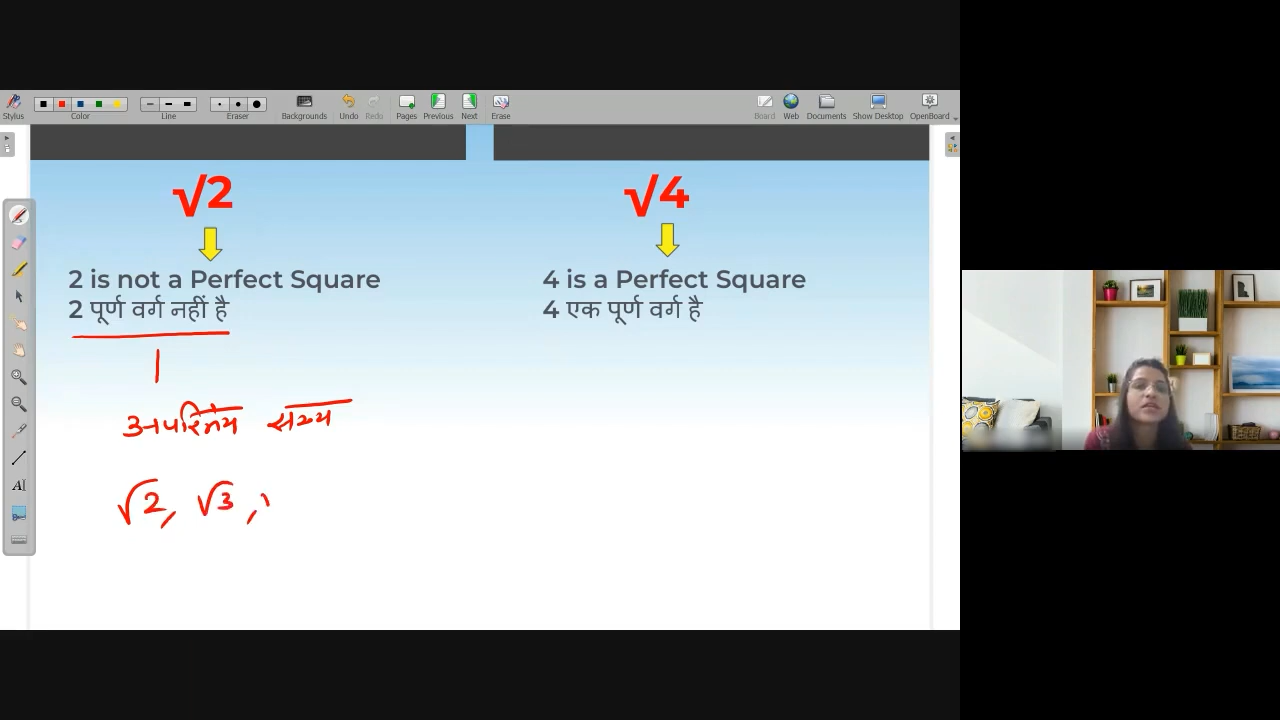 Stylus Color Line Eraser Backgrounds Undo Redo Pages Previous Next Erase Board Web Documents Show Desktop OpenBoard
√2
2 is not a Perfect Square
2 पूर्ण वर्ग नहीं है
√2, √3,
√4
4 is a Perfect Square
4 एक पूर्ण वर्ग है